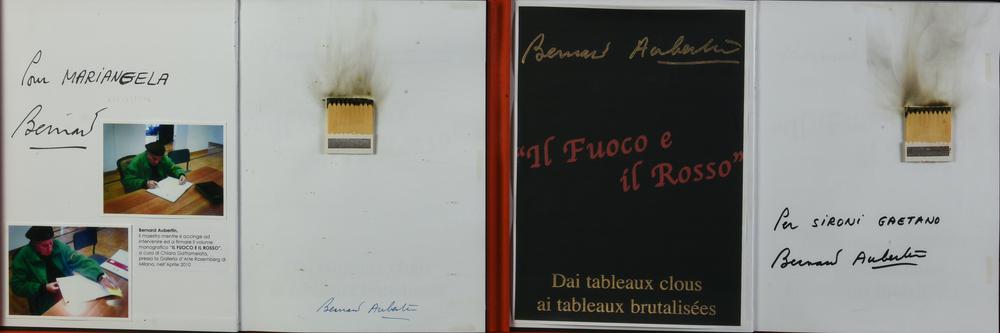 Pour MARIANGELA
Bernard
Bernard Aubertin,
il maestro mentre si accinge ad
intervenire ed a firmare il volume
monografico "IL FUOCO E IL ROSSO",
a cura di Chiara Gattamelata,
presso la Galleria d'Arte Rosenberg di
Milano, nell'Aprile 2010
Bernard Aubertin
Bernard Aubertin
"Il Fuoco e
il Rosso"
Dai tableaux clous
ai tableaux brutalisées
Per SIRONI GAETANO
Bernard Aubertin